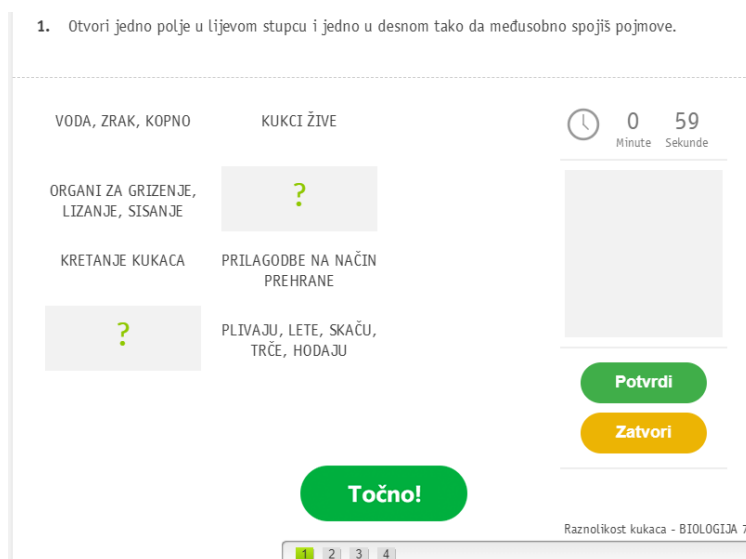 1. Otvori jedno polje u lijevom stupcu i jedno u desnom tako da međusobno spojiš pojmove.
VODA, ZRAK, KOPNO
KUKCI ŽIVE
0 59
Minute Sekunde
ORGANI ZA GRIZENJE,
LIZANJE, SISANJE
?
KRETANJE KUKACA
PRILAGODBE NA NAČIN
PREHRANE
?
PLIVAJU, LETE, SKAČU,
TRČE, HODAJU
Potvrdi
Zatvori
Točno!
Raznolikost kukaca - BIOLOGIJA 7
1 2 3 4